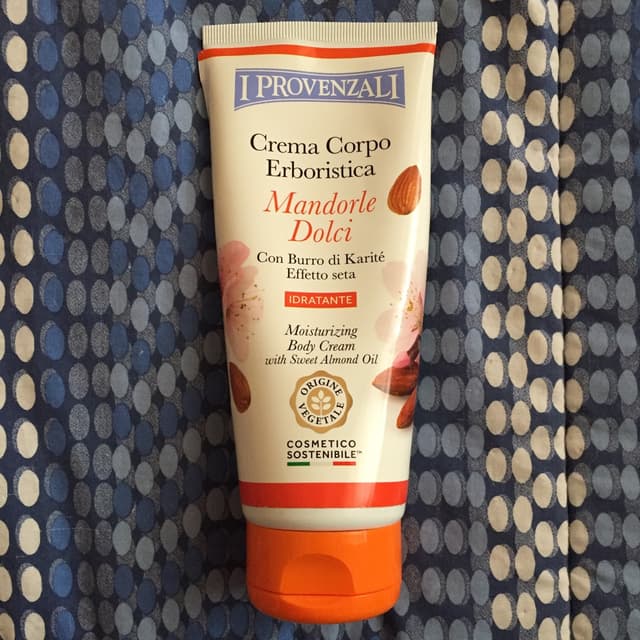 I PROVENZALI
Crema Corpo
Erboristica
Mandorle
Dolci
Con Burro di Karité
Effetto seta
IDRATANTE
Moisturizing
Body Cream
with Sweet Almond Oil
ORIGINE
VEGETALE
COSMETICO
SOSTENIBILE™